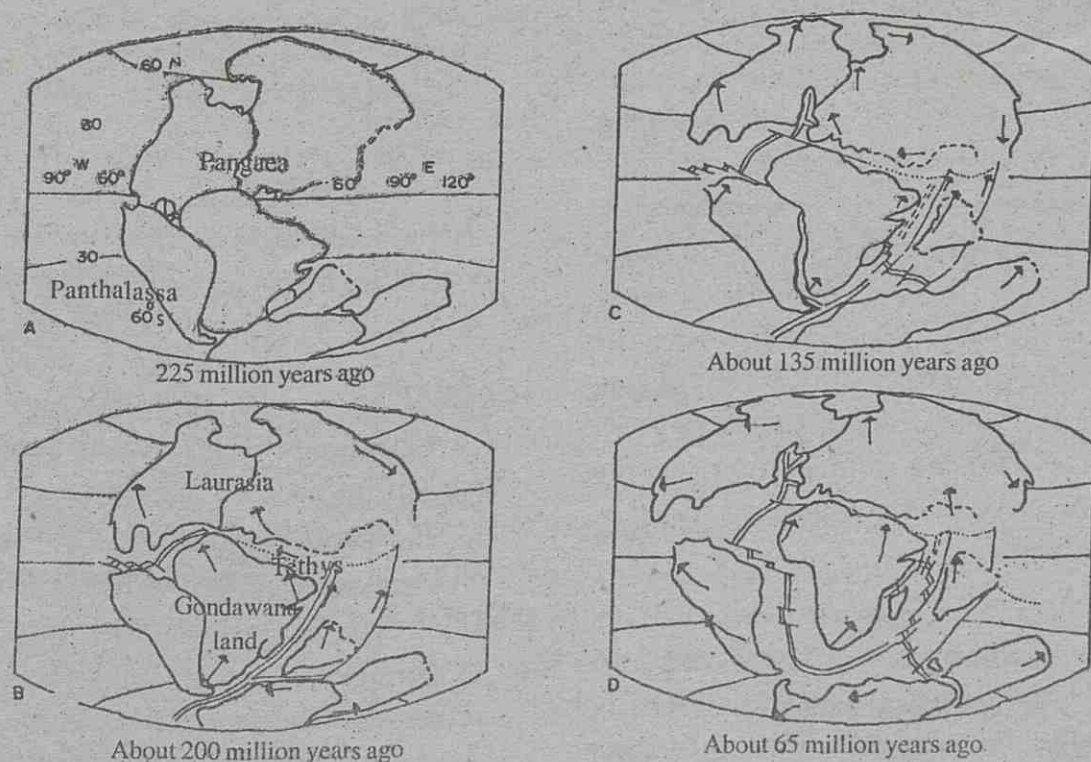 60 N
80
Pangaea
90° W 60° 60° 90° E 120°
30
Panthalassa
60° S
A
225 million years ago
Laurasia
Tethys
Gondawana
land
B
About 200 million years ago
C
About 135 million years ago
D
About 65 million years ago